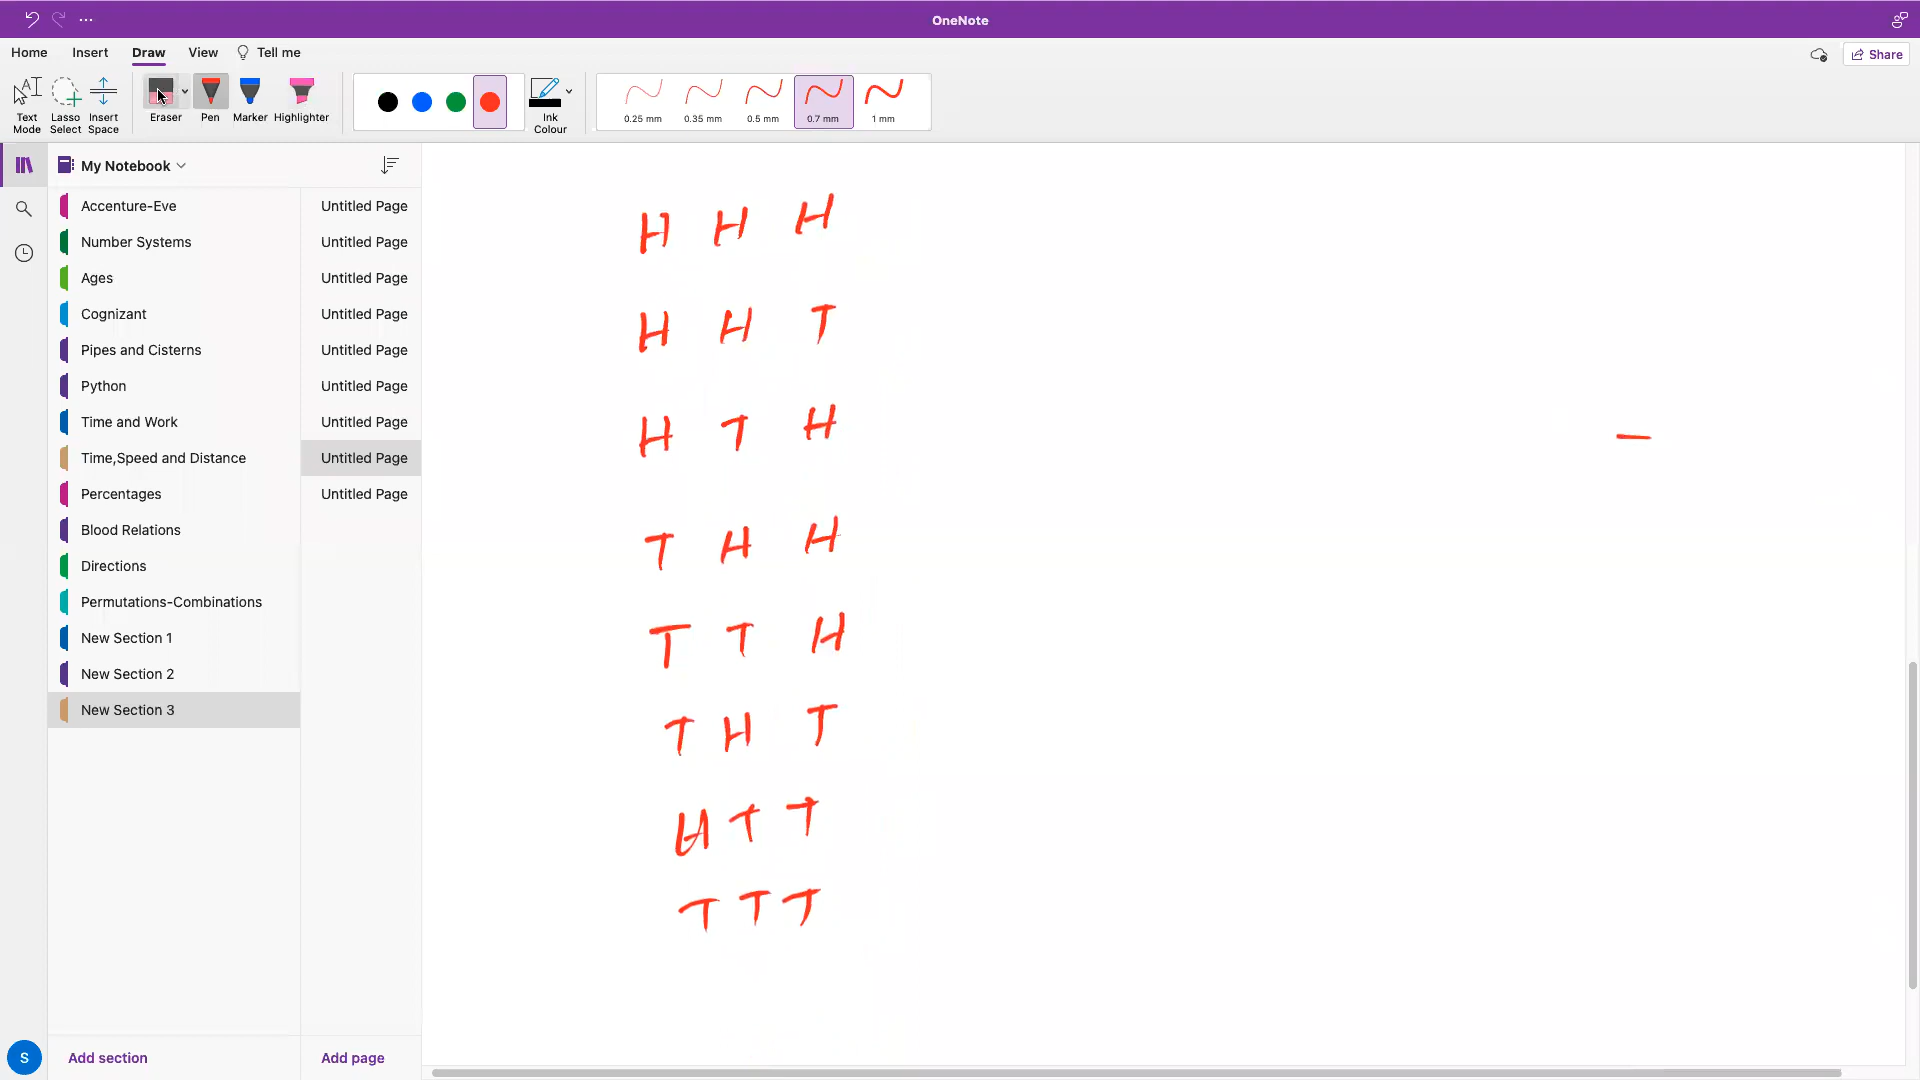 OneNote
Home Insert Draw View Tell me
Share
Text Mode
Lasso Select
Insert Space
Eraser
Pen
Marker
Highlighter
Ink Colour
0.25 mm
0.35 mm
0.5 mm
0.7 mm
1 mm
My Notebook
Accenture-Eve
Number Systems
Ages
Cognizant
Pipes and Cisterns
Python
Time and Work
Time,Speed and Distance
Percentages
Blood Relations
Directions
Permutations-Combinations
New Section 1
New Section 2
New Section 3
Untitled Page
Untitled Page
Untitled Page
Untitled Page
Untitled Page
Untitled Page
Untitled Page
Untitled Page
Untitled Page
H H H
H H T
H T H
T H H
T T H
T H T
H T T
T T T
S
Add section
Add page